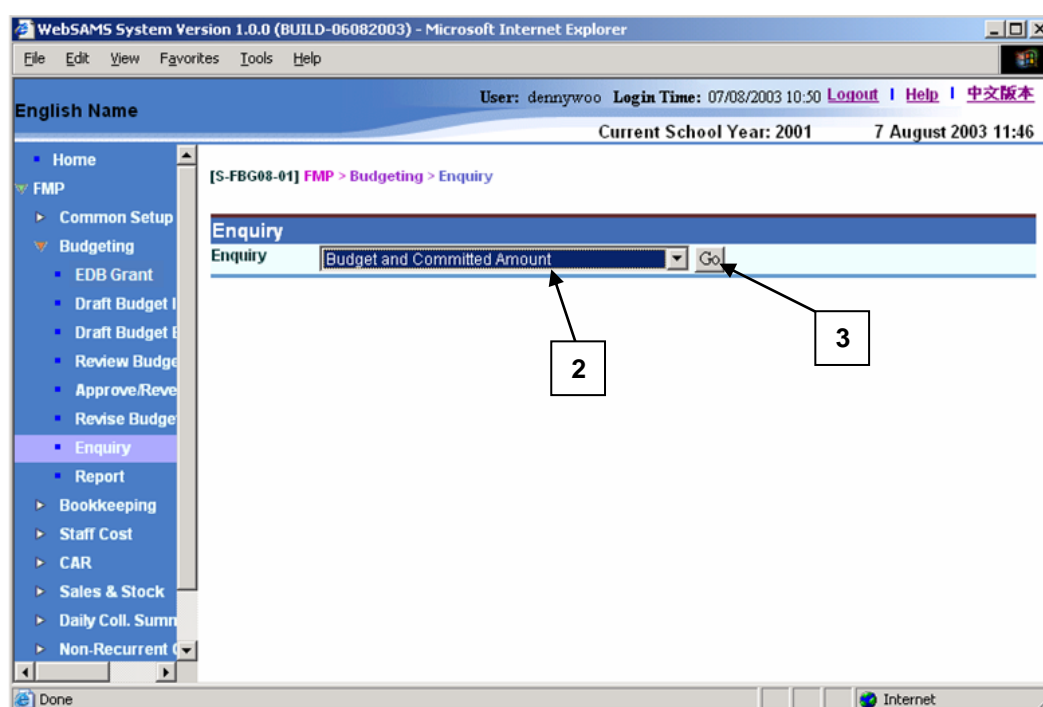 WebSAMS System Version 1.0.0 (BUILD-06082003) - Microsoft Internet Explorer
File Edit View Favorites Tools Help
English Name
User: dennywoo Login Time: 07/08/2003 10:50 Logout | Help | 中文版本
Current School Year: 2001 7 August 2003 11:46
Home
FMP
Common Setup
Budgeting
EDB Grant
Draft Budget I
Draft Budget E
Review Budge
Approve/Reve
Revise Budge
Enquiry
Report
Bookkeeping
Staff Cost
CAR
Sales & Stock
Daily Coll. Summ
Non-Recurrent
[S-FBG08-01] FMP > Budgeting > Enquiry
Enquiry
Enquiry Budget and Committed Amount Go
2
3
Done Internet